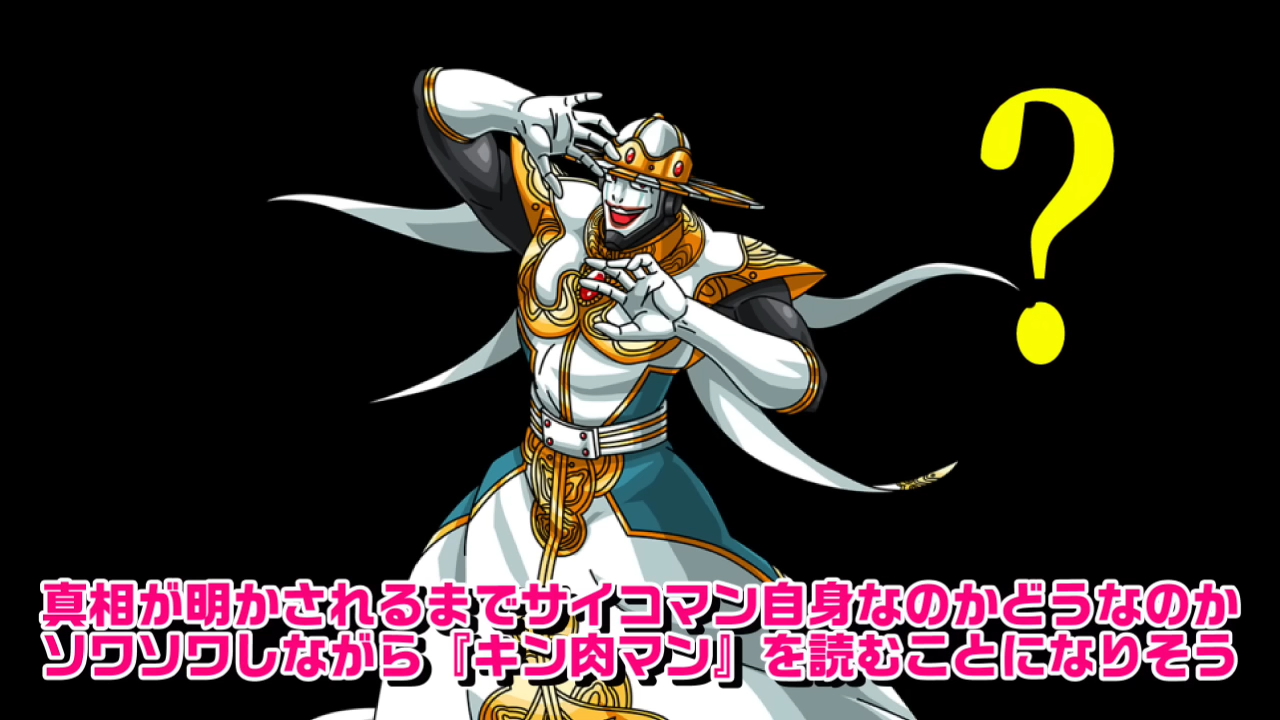 ?
真相が明かされるまでサイコマン自身なのかどうなのか
ソワソワしながら『キン肉マン』を読むことになりそう